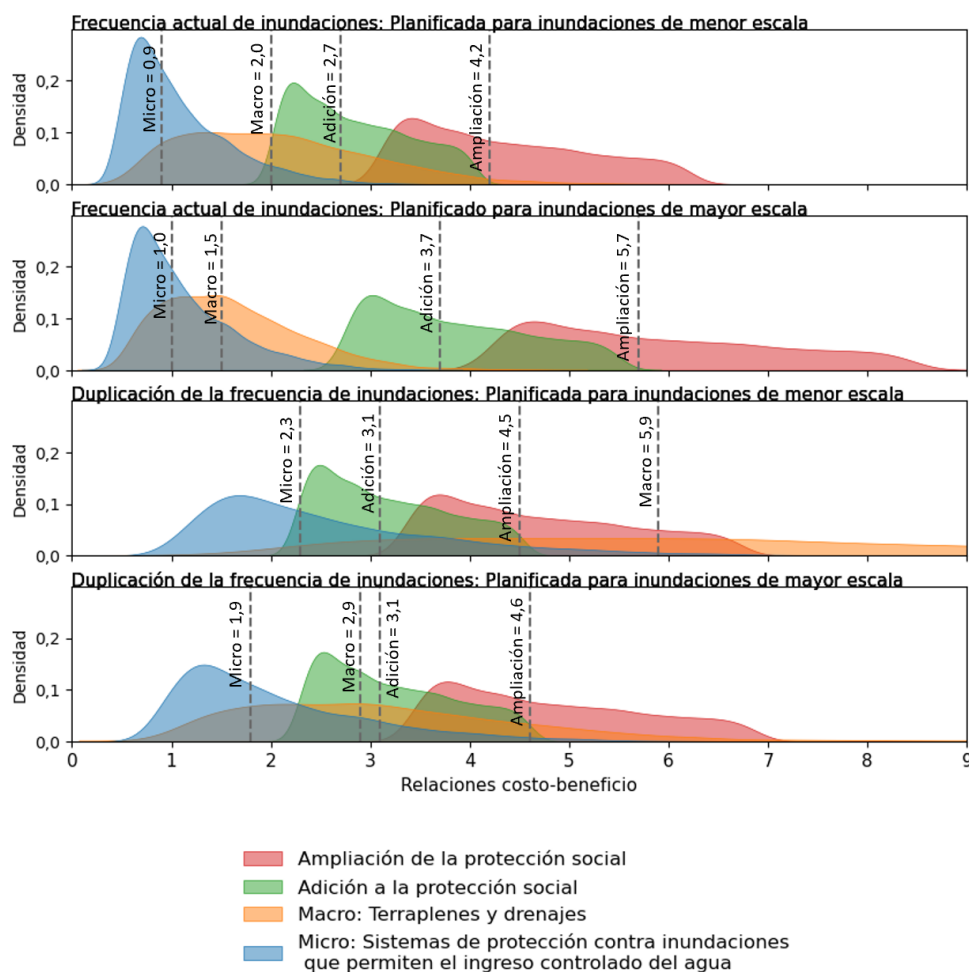 Frecuencia actual de inundaciones: Planificada para inundaciones de menor escala
Densidad
0,2
0,1
0,0
Micro = 0,9
Macro = 2,0
Adición = 2,7
Ampliación = 4,2
Frecuencia actual de inundaciones: Planificado para inundaciones de mayor escala
Densidad
0,2
0,1
0,0
Micro = 1,0
Macro = 1,5
Adición = 3,7
Ampliación = 5,7
Duplicación de la frecuencia de inundaciones: Planificada para inundaciones de menor escala
Densidad
0,2
0,1
0,0
Micro = 2,3
Adición = 3,1
Ampliación = 4,5
Macro = 5,9
Duplicación de la frecuencia de inundaciones: Planificada para inundaciones de mayor escala
Densidad
0,2
0,1
0,0
Micro = 1,9
Macro = 2,9
Adición = 3,1
Ampliación = 4,6
0 1 2 3 4 5 6 7 8 9
Relaciones costo-beneficio
Ampliación de la protección social
Adición a la protección social
Macro: Terraplenes y drenajes
Micro: Sistemas de protección contra inundaciones
que permiten el ingreso controlado del agua